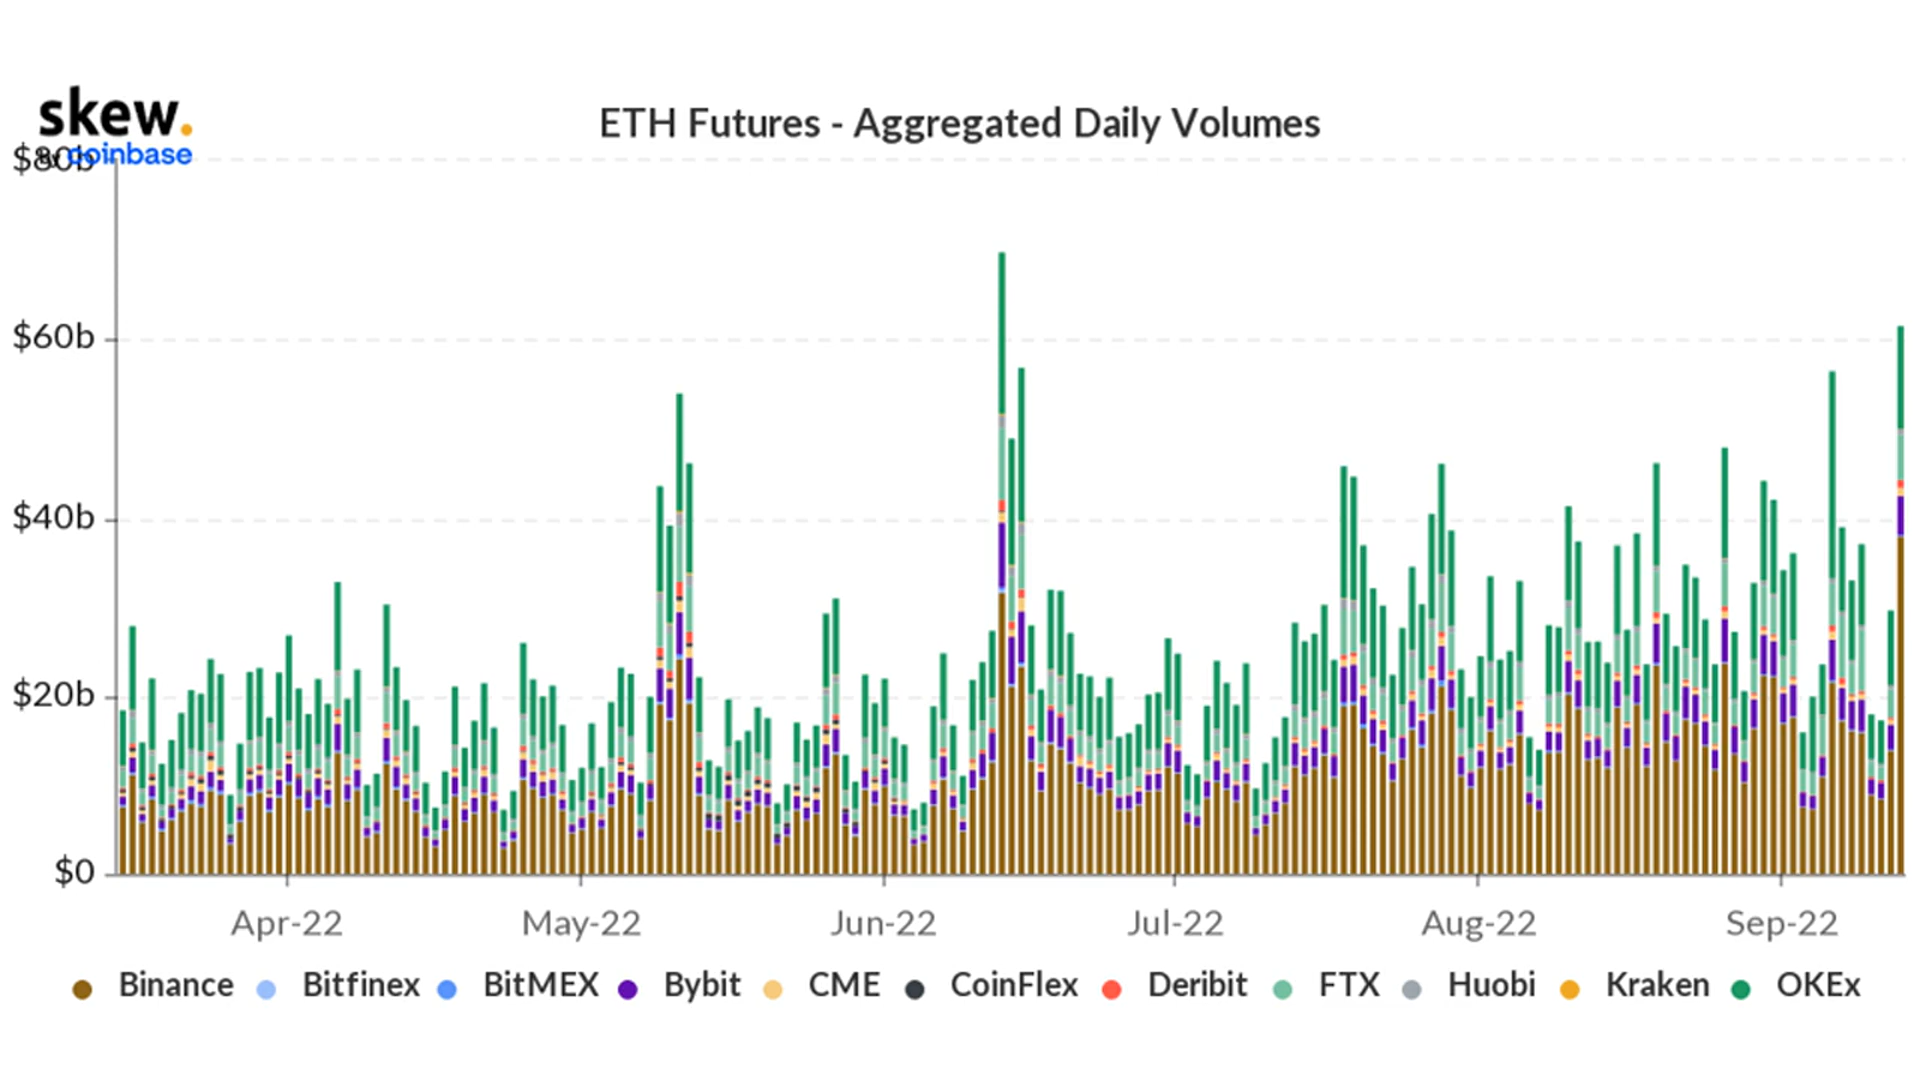 skew.
ETH Futures - Aggregated Daily Volumes
by coinbase
$80b
$60b
$40b
$20b
$0
Apr-22 May-22 Jun-22 Jul-22 Aug-22 Sep-22
Binance Bitfinex BitMEX Bybit CME CoinFlex Deribit FTX Huobi Kraken OKEx